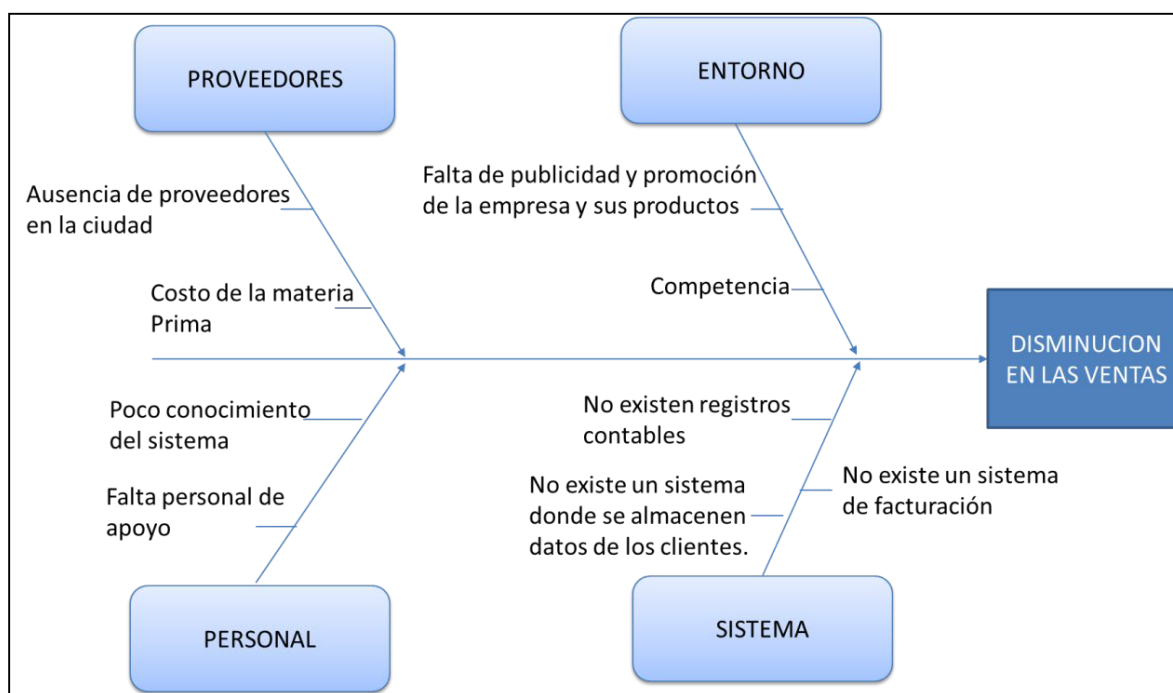 PROVEEDORES
ENTORNO
Ausencia de proveedores
en la ciudad
Costo de la materia
Prima
Falta de publicidad y promoción
de la empresa y sus productos
Competencia
DISMINUCION
EN LAS VENTAS
Poco conocimiento
del sistema
Falta personal de
apoyo
No existen registros
contables
No existe un sistema
donde se almacenen
datos de los clientes.
No existe un sistema
de facturación
PERSONAL
SISTEMA